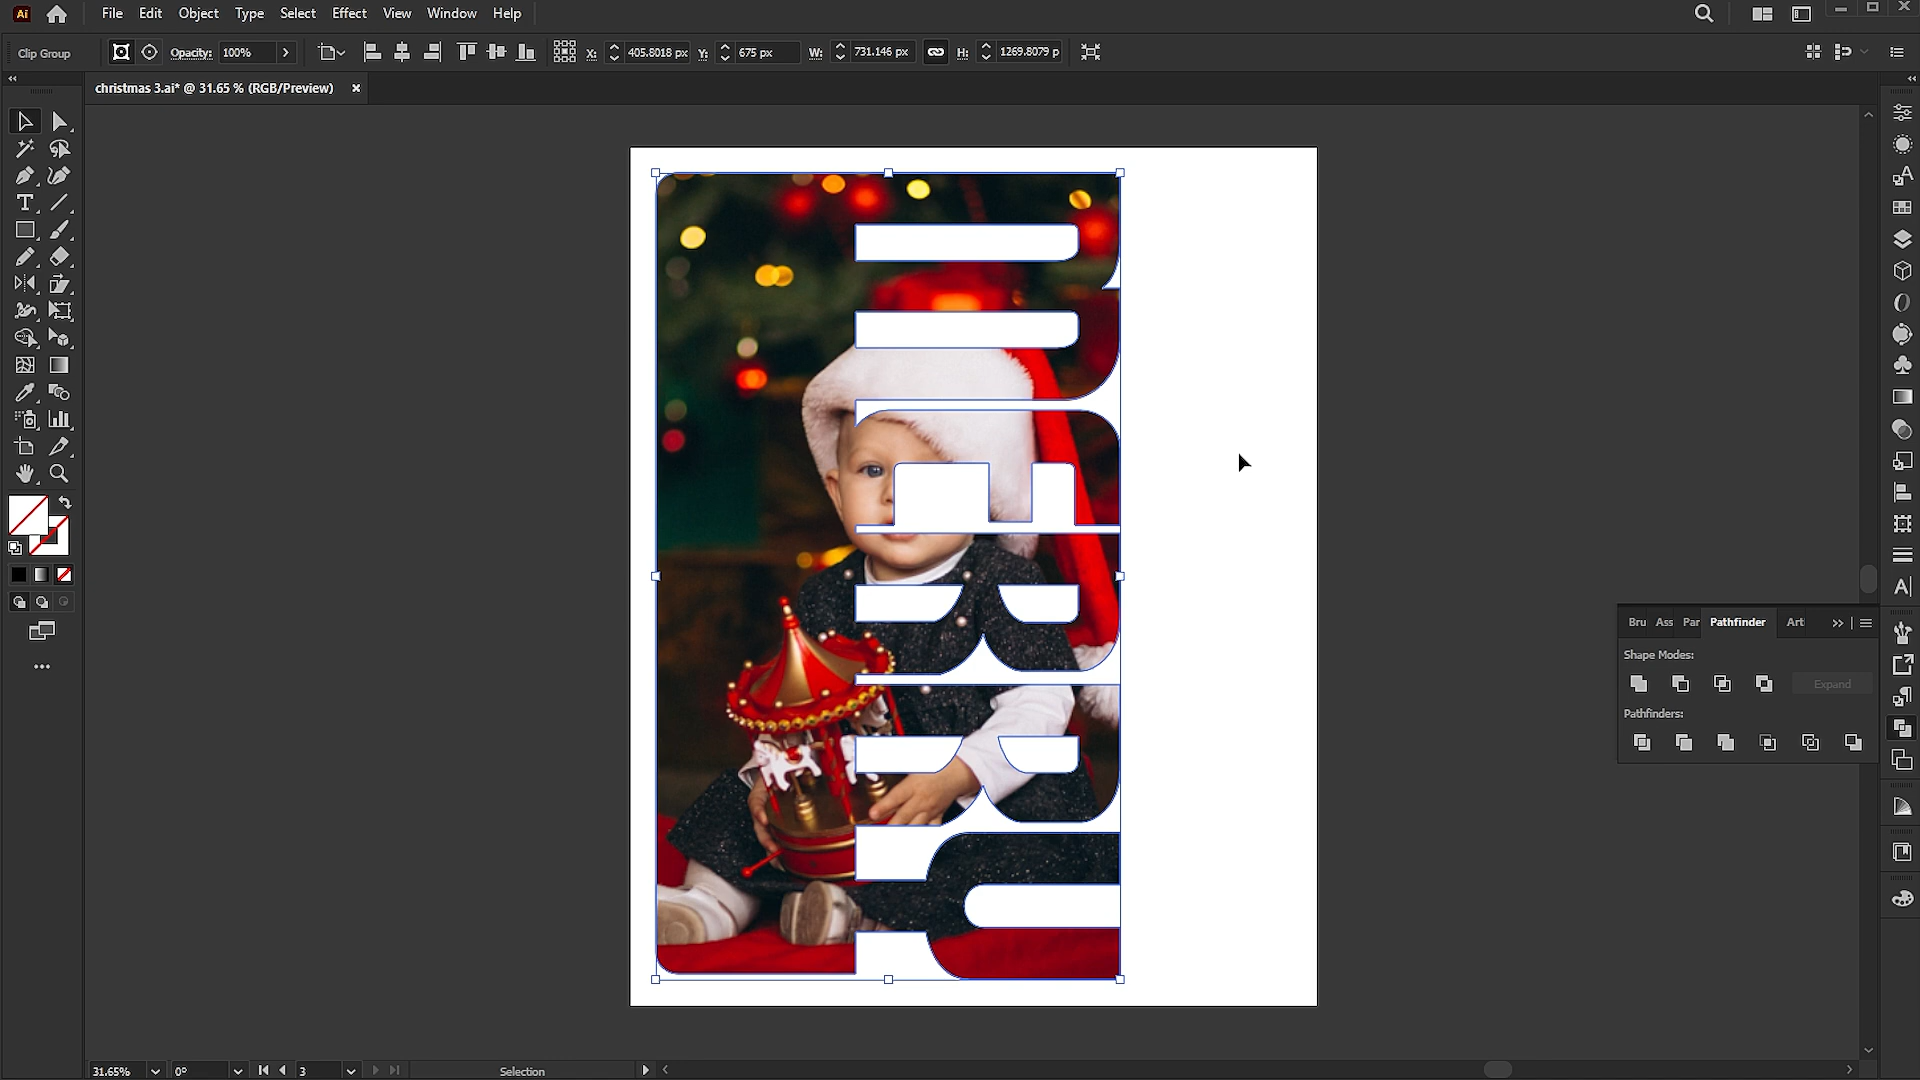 Ai
File Edit Object Type Select Effect View Window Help
Clip Group
Opacity: 100%
X: 405.8018 px
Y: 675 px
W: 731.146 px
H: 1269.8079 p
christmas 3.ai* @ 31.65 % (RGB/Preview)
MERRY
Bru Ass Par Pathfinder Art
Shape Modes:
Expand
Pathfinders:
31.65% 0° 3 Selection